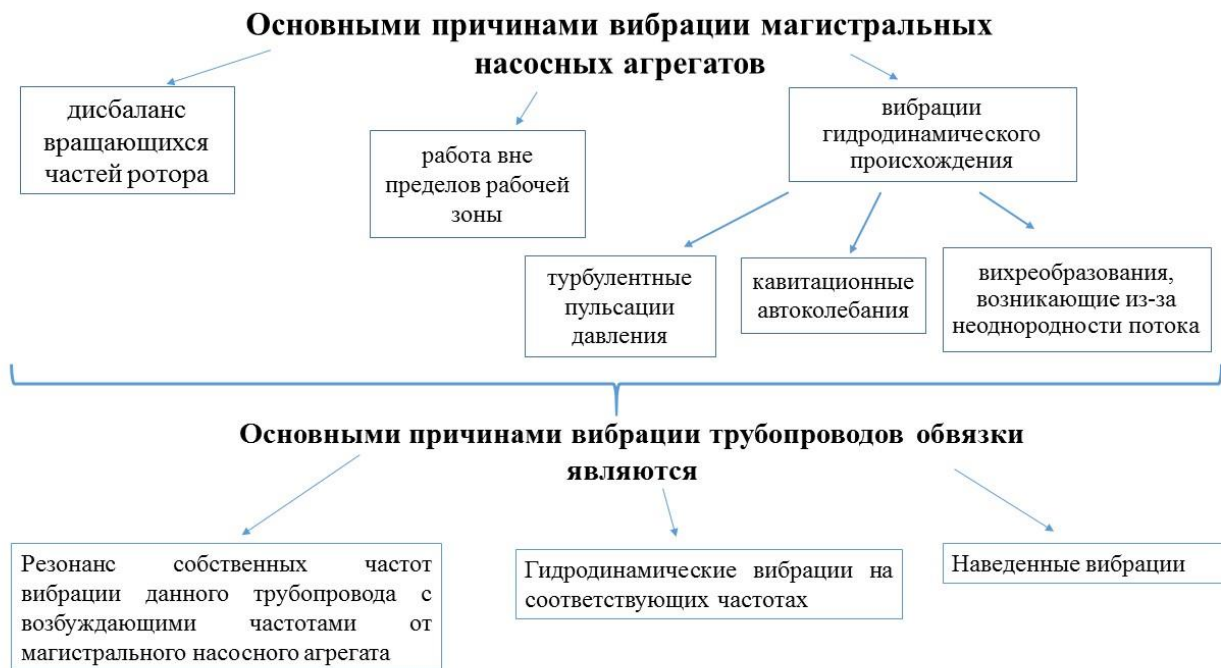 Основными причинами вибрации магистральных
насосных агрегатов
дисбаланс
вращающихся
частей ротора
работа вне
пределов рабочей
зоны
вибрации
гидродинамического
происхождения
турбулентные
пульсации
давления
кавитационные
автоколебания
вихреобразования,
возникающие из-за
неоднородности потока
Основными причинами вибрации трубопроводов обвязки
являются
Резонанс собственных частот
вибрации данного трубопровода с
возбуждающими частотами от
магистрального насосного агрегата
Гидродинамические вибрации на
соответствующих частотах
Наведенные вибрации